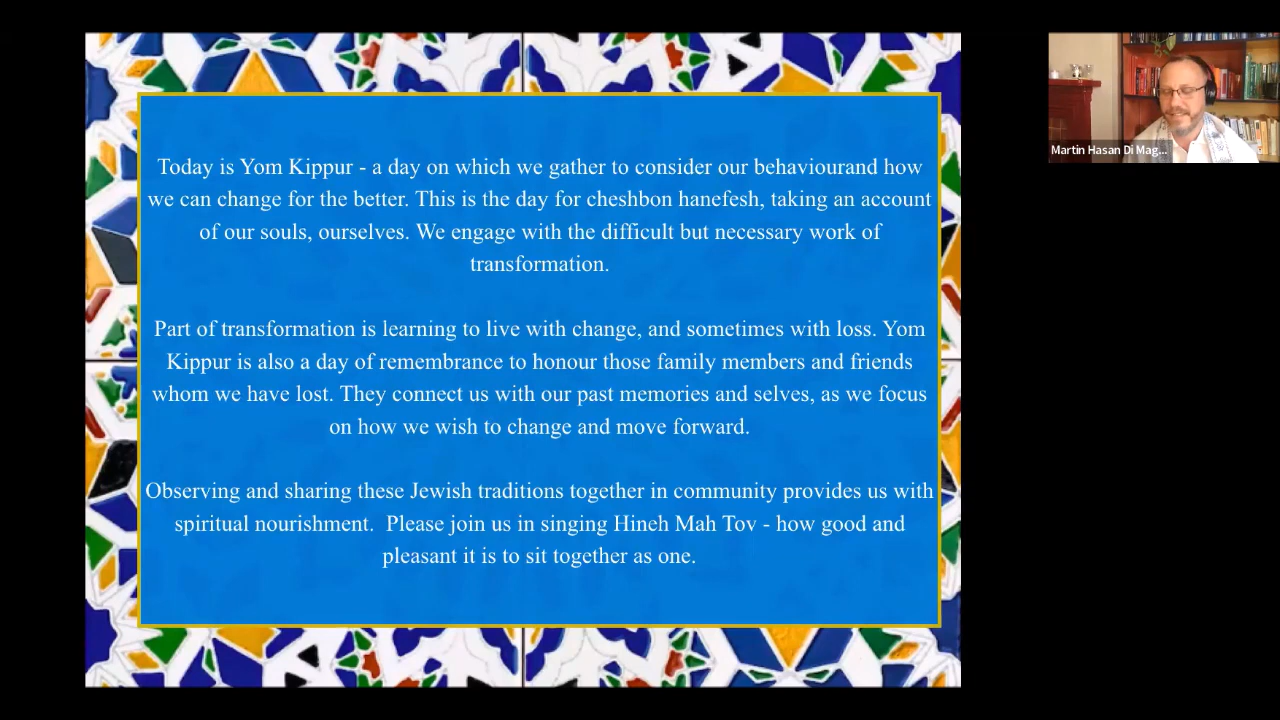 Today is Yom Kippur - a day on which we gather to consider our behaviourand how
we can change for the better. This is the day for cheshbon hanefesh, taking an account
of our souls, ourselves. We engage with the difficult but necessary work of
transformation.
Part of transformation is learning to live with change, and sometimes with loss. Yom
Kippur is also a day of remembrance to honour those family members and friends
whom we have lost. They connect us with our past memories and selves, as we focus
on how we wish to change and move forward.
Observing and sharing these Jewish traditions together in community provides us with
spiritual nourishment.  Please join us in singing Hineh Mah Tov - how good and
pleasant it is to sit together as one.
Martin Hasan Di Mag...